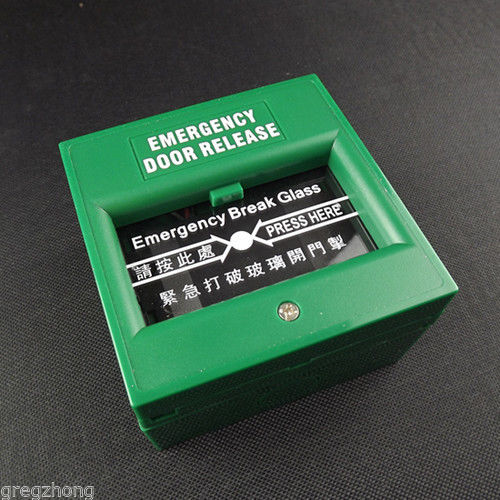 EMERGENCY
DOOR RELEASE
Emergency Break Glass
PRESS HERE
請按此處
緊急打破玻璃開門掣
gregzhong